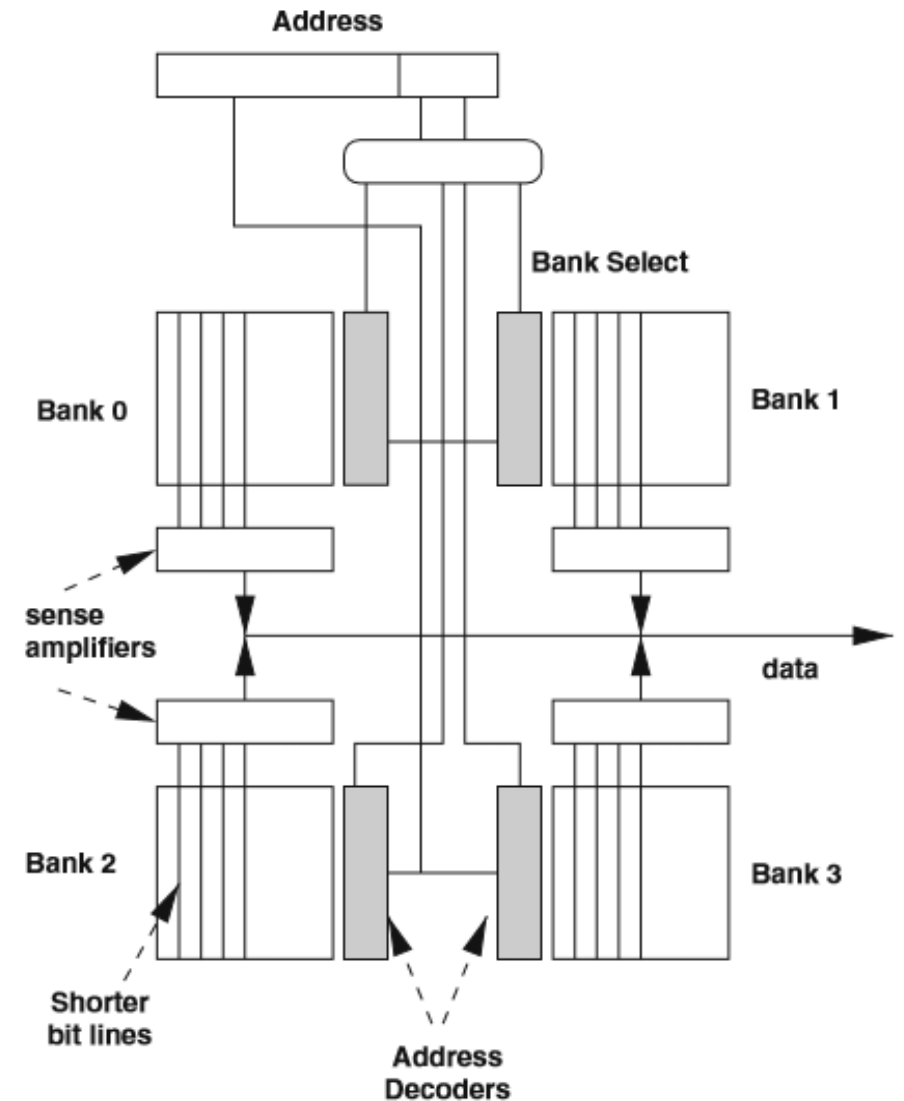 Address
Bank Select
Bank 0
Bank 1
sense
amplifiers
data
Bank 2
Bank 3
Shorter
bit lines
Address
Decoders